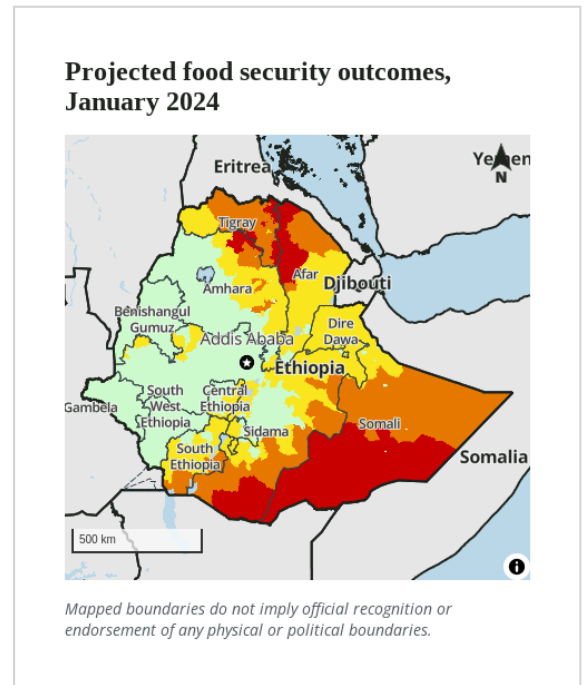 Projected food security outcomes,
January 2024
Eritrea
Yemen
N
Tigray
Afar
Djibouti
Amhara
Benishangul
Gumuz
Dire
Dawa
Addis Ababa
Ethiopia
South
West
Ethiopia
Central
Ethiopia
Gambela
Sidama
Somali
South
Ethiopia
Somalia
500 km
Mapped boundaries do not imply official recognition or
endorsement of any physical or political boundaries.